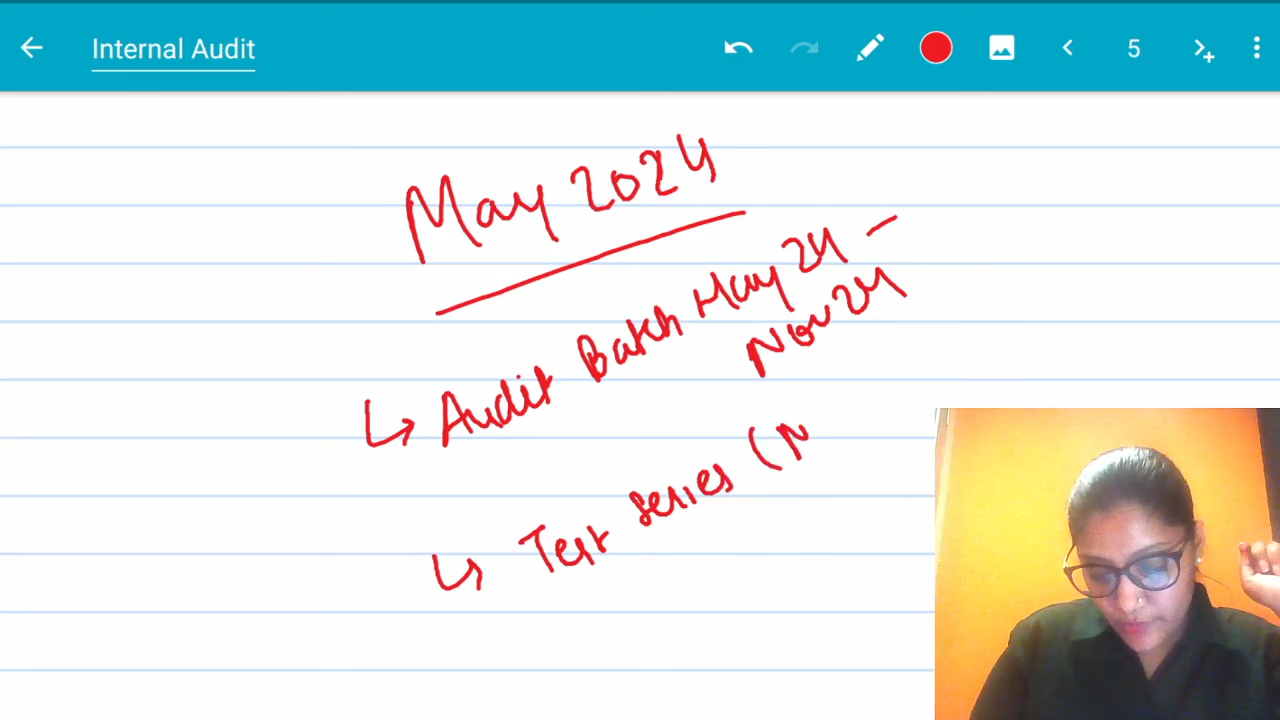 Internal Audit
5
May 2024
↳ Audit Batch May 24 -
Nov 24
↳ Test Series (N